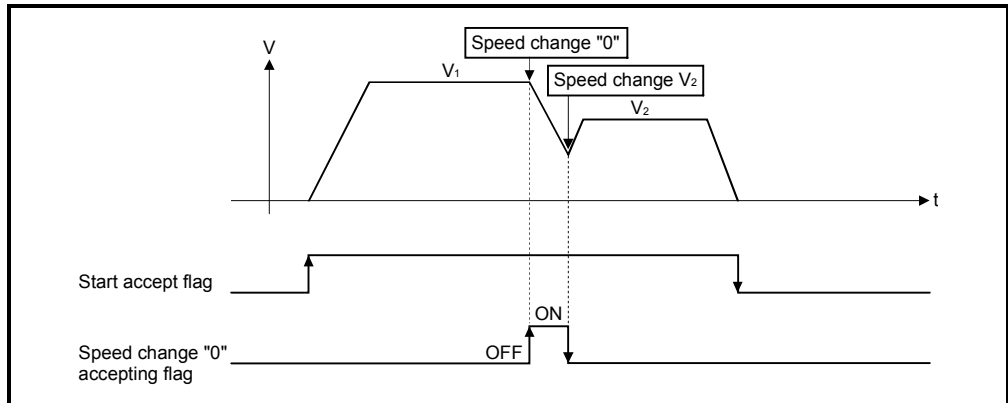 Speed change "0"
V
V1
Speed change V2
V2
t
Start accept flag
ON
OFF
Speed change "0"
accepting flag